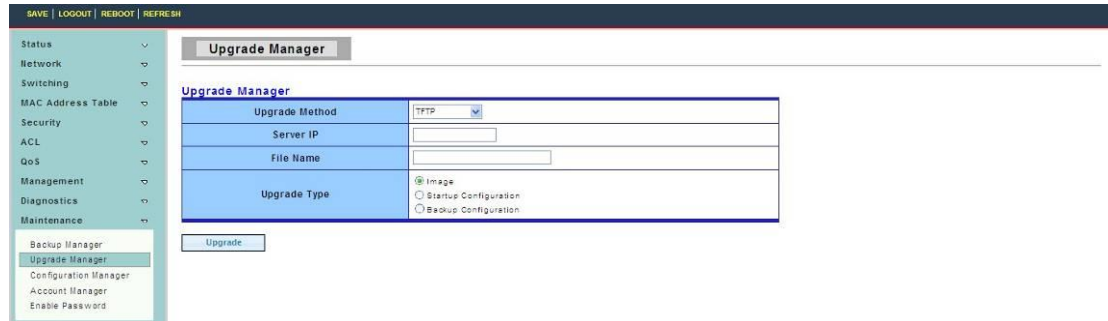 SAVE | LOGOUT | REBOOT | REFRESH
Status
Network
Switching
MAC Address Table
Security
ACL
QoS
Management
Diagnostics
Maintenance
Backup Manager
Upgrade Manager
Configuration Manager
Account Manager
Enable Password
Upgrade Manager
Upgrade Manager
Upgrade Method
TFTP
Server IP
File Name
Upgrade Type
Image
Startup Configuration
Backup Configuration
Upgrade